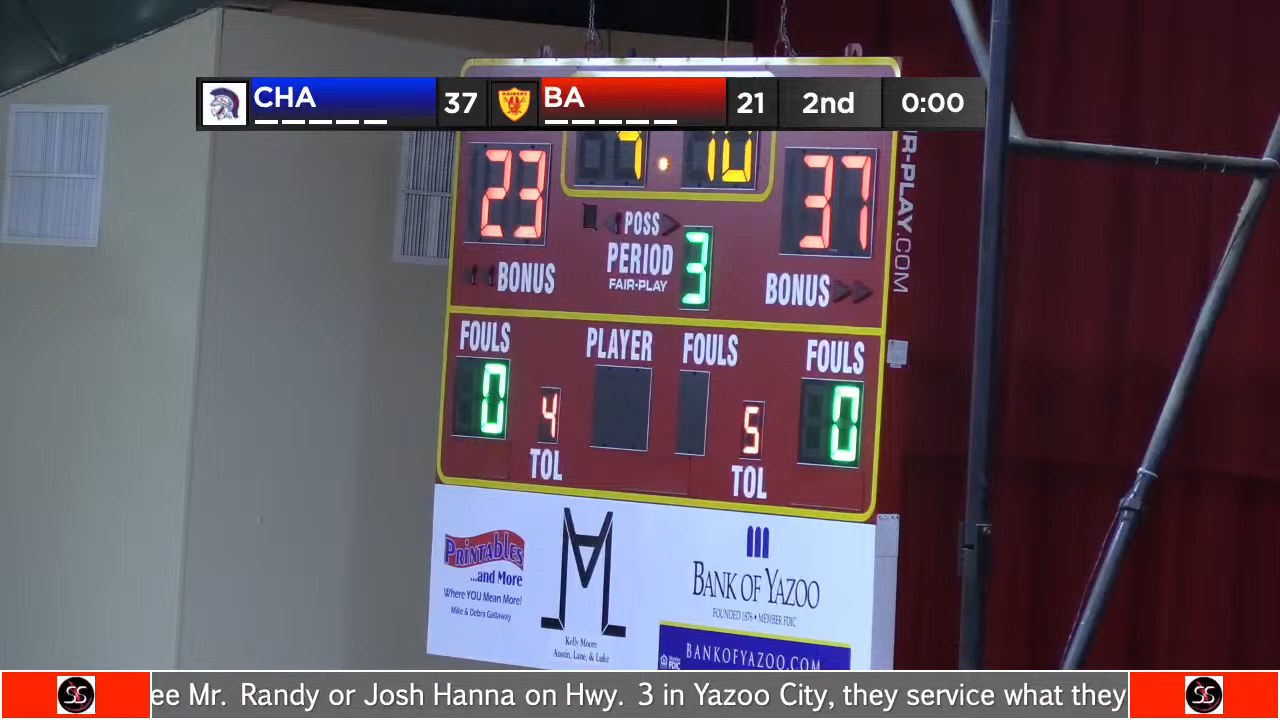 CHA 37 BA 21 2nd 0:00
23 7:10 37
POSS
PERIOD 3
FAIR-PLAY
BONUS BONUS
FAIR-PLAY.COM
FOULS PLAYER FOULS FOULS
0 4 5 0
TOL TOL
PRINTABLES
...and More
Where YOU Mean More!
Mike & Debra Gallaway
Kelly Moore
Austin, Lane, & Luke
BANK OF YAZOO
FOUNDED 1876 • MEMBER FDIC
BANKOFYAZOO.COM
ee Mr. Randy or Josh Hanna on Hwy. 3 in Yazoo City, they service what they